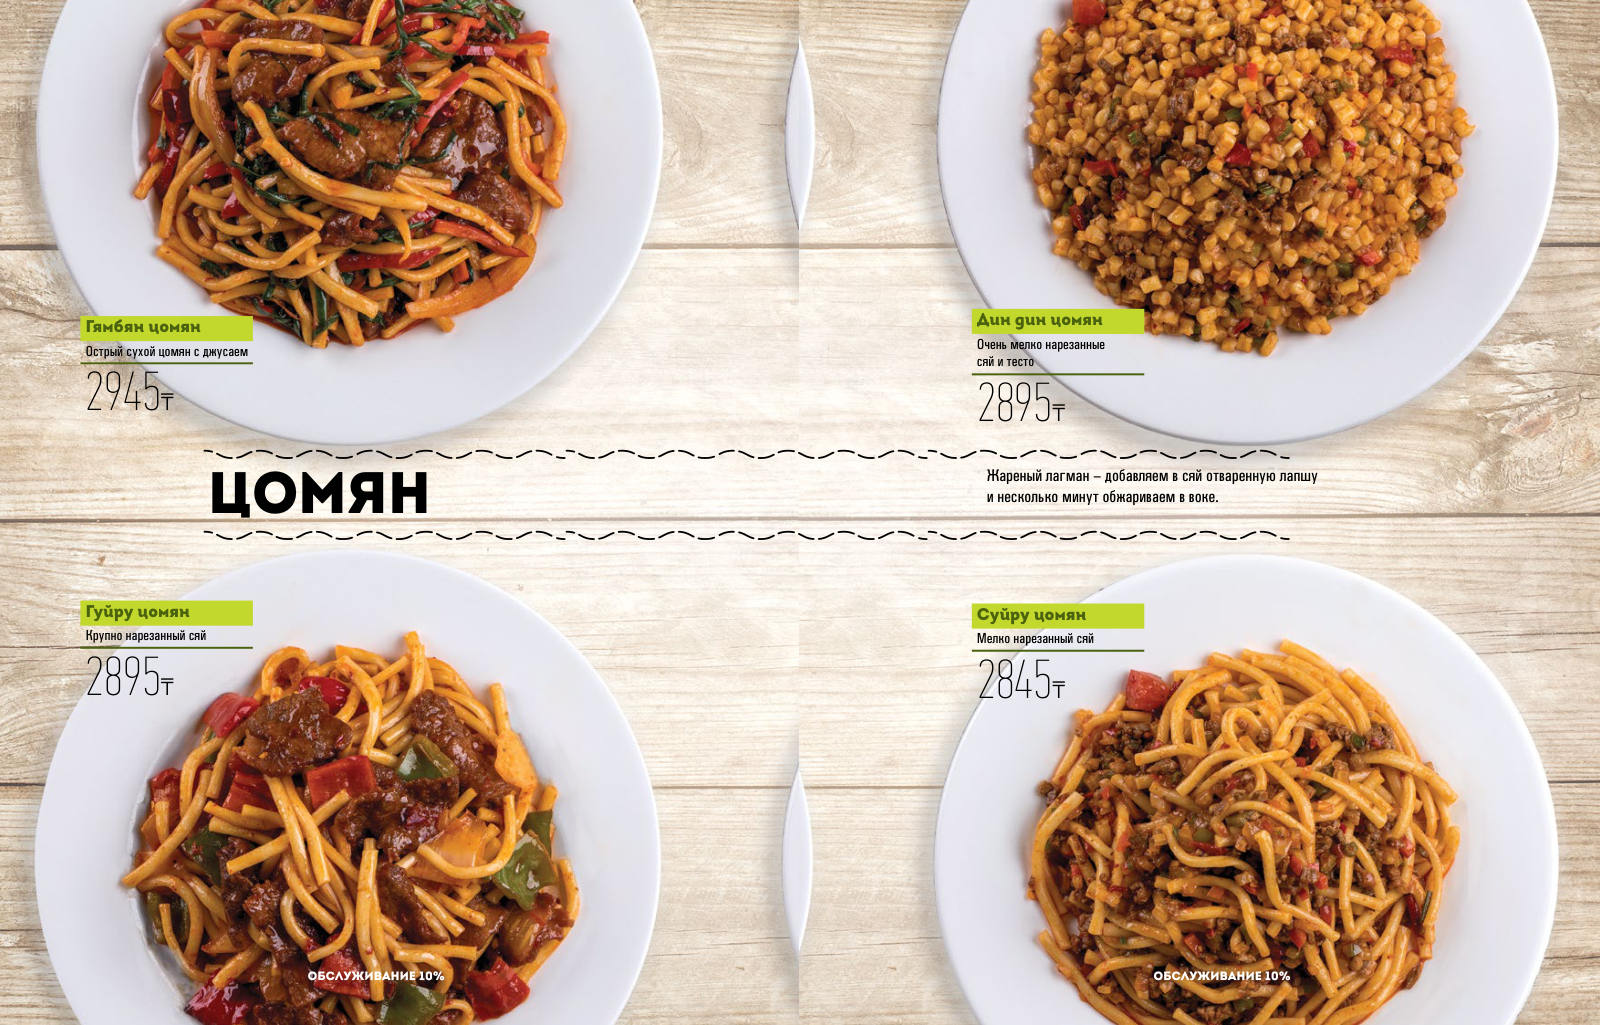 Гямбян цомян
Острый сухой цомян с джусаем
2945₸
Дин дин цомян
Очень мелко нарезанные
сяй и тесто
2895₸
ЦОМЯН
Жареный лагман – добавляем в сяй отваренную лапшу
и несколько минут обжариваем в воке.
Гуйру цомян
Крупно нарезанный сяй
2895₸
Суйру цомян
Мелко нарезанный сяй
2845₸
ОБСЛУЖИВАНИЕ 10%
ОБСЛУЖИВАНИЕ 10%